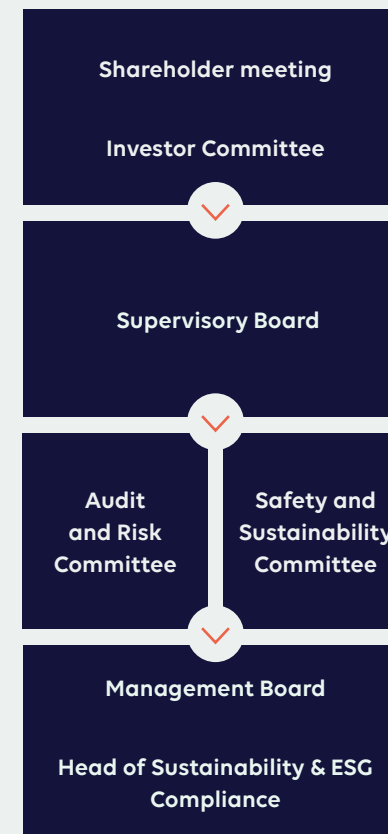 Shareholder meeting
Investor Committee
Supervisory Board
Audit
and Risk
Committee
Safety and
Sustainability
Committee
Management Board
Head of Sustainability & ESG
Compliance